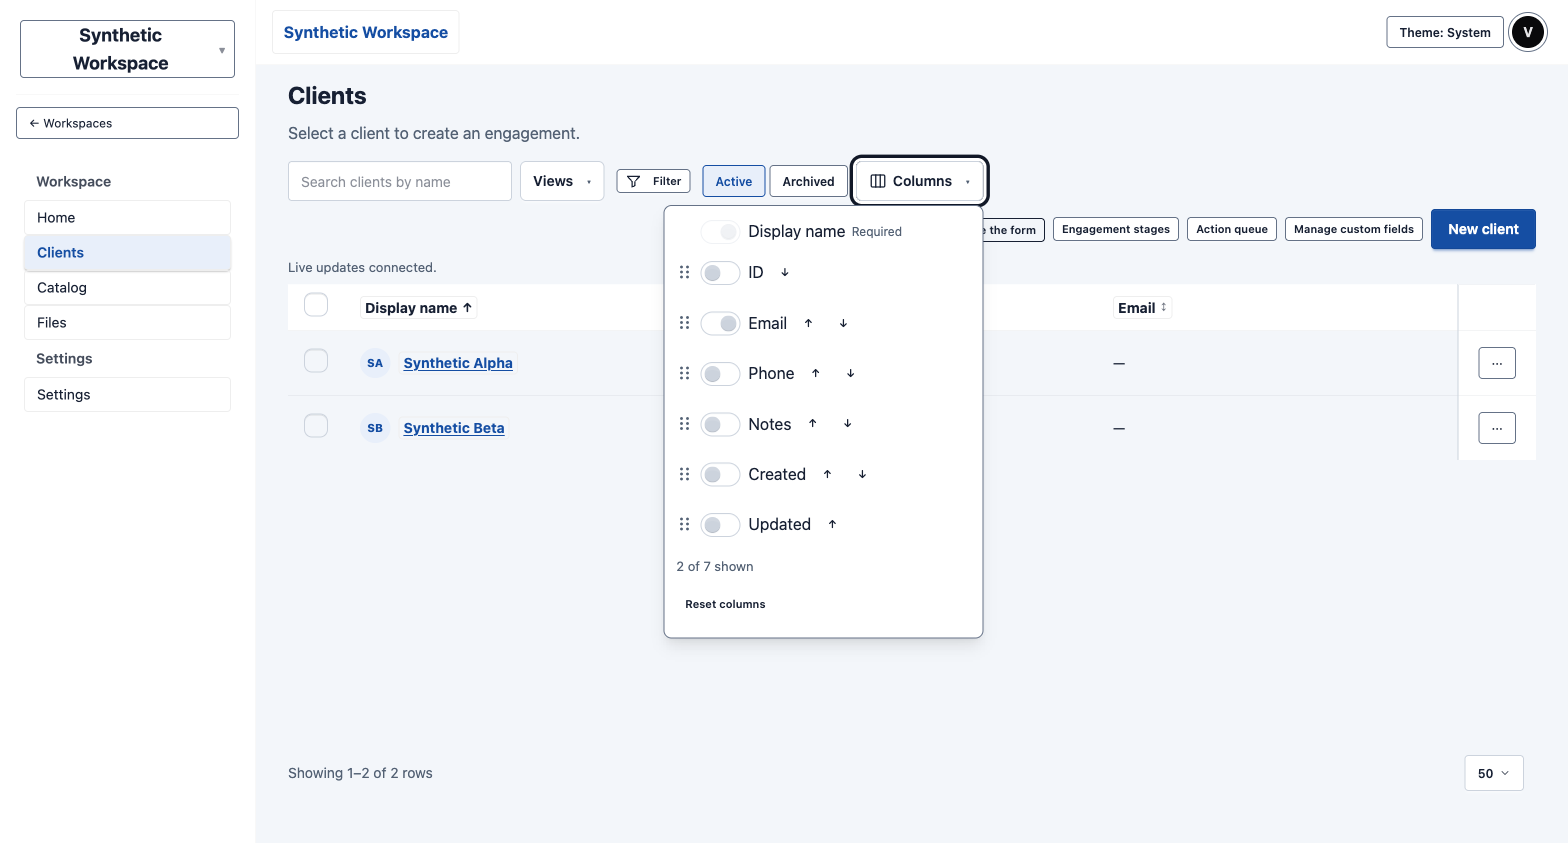 Synthetic
Workspace
Synthetic Workspace
Theme: System
V
← Workspaces
Workspace
Home
Clients
Catalog
Files
Settings
Settings
Clients
Select a client to create an engagement.
Search clients by name
Views
Filter
Active
Archived
Columns
the form
Engagement stages
Action queue
Manage custom fields
New client
Live updates connected.
Display name ↑
Email ↕
SA
Synthetic Alpha
—
...
SB
Synthetic Beta
—
...
Display name Required
ID ↓
Email ↑ ↓
Phone ↑ ↓
Notes ↑ ↓
Created ↑ ↓
Updated ↑
2 of 7 shown
Reset columns
Showing 1–2 of 2 rows
50